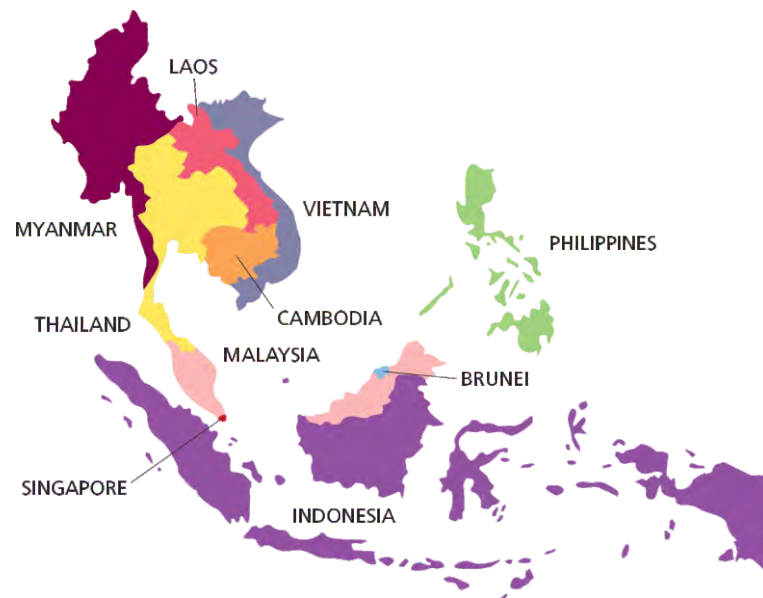 LAOS
VIETNAM
MYANMAR
PHILIPPINES
CAMBODIA
THAILAND
MALAYSIA
BRUNEI
SINGAPORE
INDONESIA